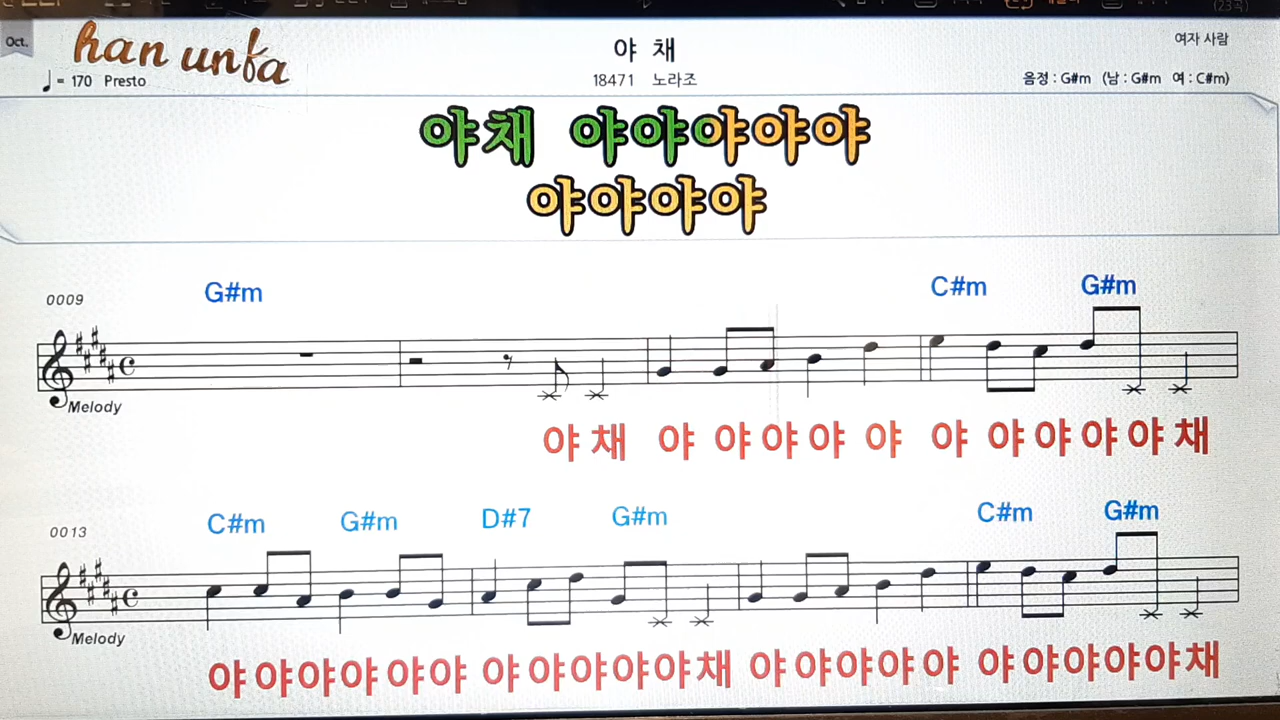 (23곡)
Oct.
han unfa
야 채
여자 사람
♩= 170 Presto
18471 노라조
음정 : G#m (남 : G#m 여 : C#m)
야채 야야야야야
야야야야
0009
G#m C#m G#m
Melody
야 채 야 야 야 야 야 야 야 야 야 야 채
0013
C#m G#m D#7 G#m C#m G#m
Melody
야 야야야 야야 야 야야야야채 야 야야야 야 야 야야야야채